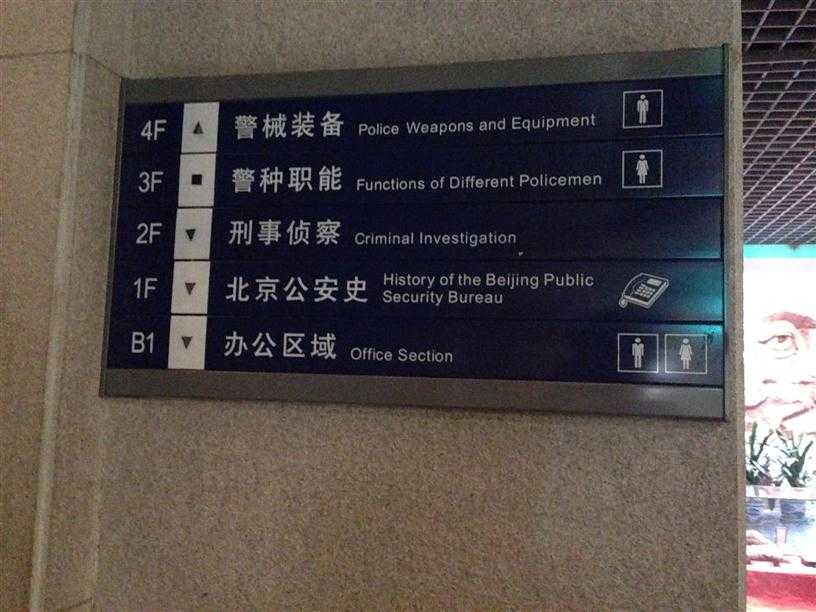 4F 警械装备 Police Weapons and Equipment
3F 警种职能 Functions of Different Policemen
2F 刑事侦察 Criminal Investigation
1F 北京公安史 History of the Beijing Public
Security Bureau
B1 办公区域 Office Section